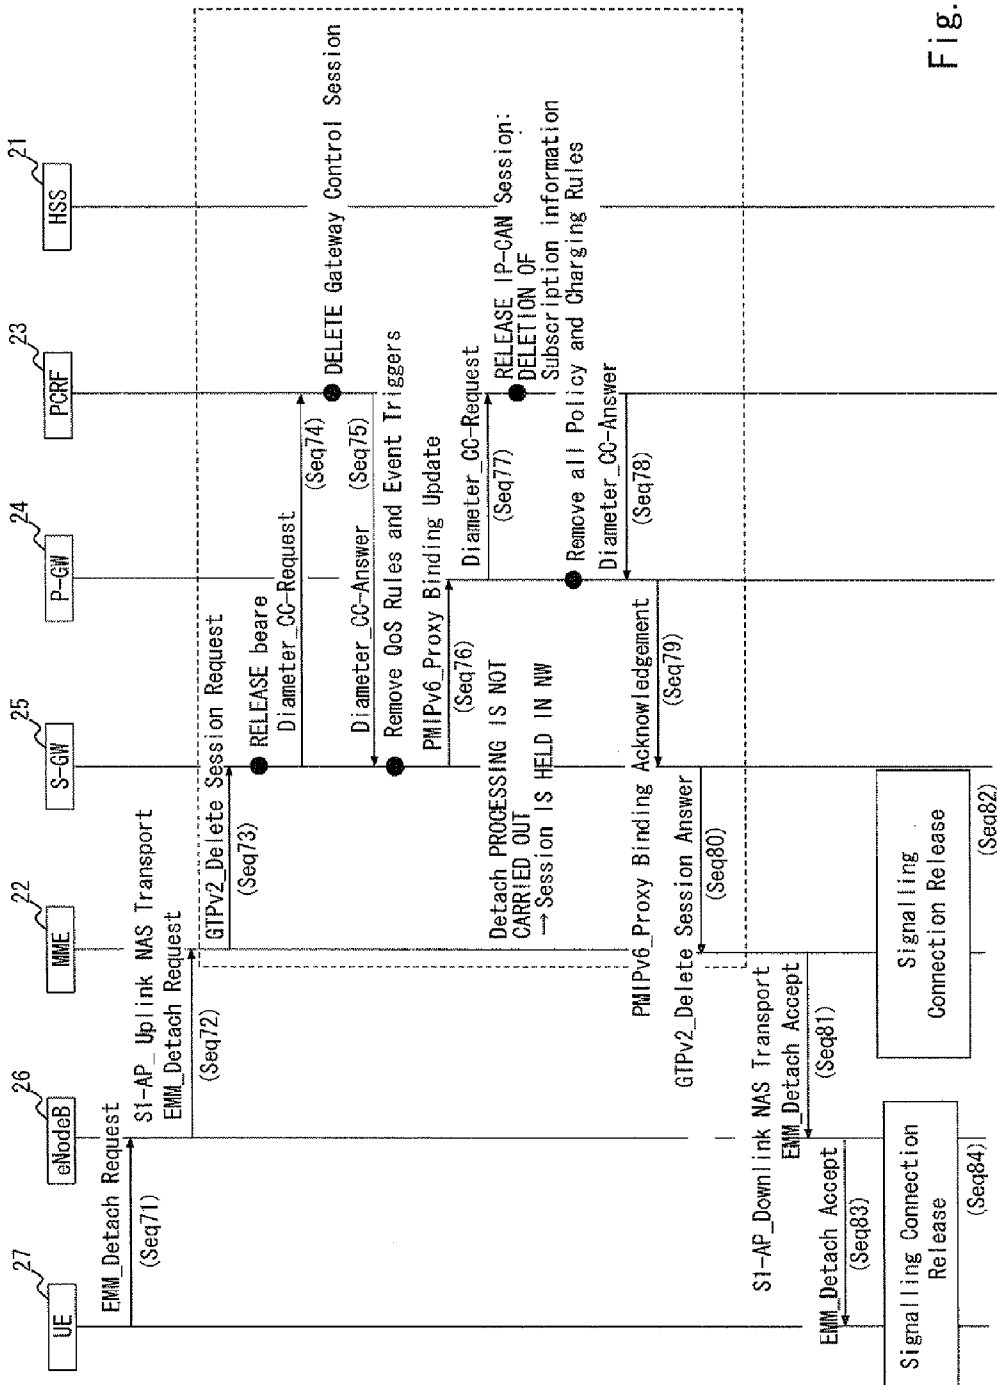 UE
27
eNodeB
26
MME
22
S-GW
25
P-GW
24
PCRF
23
HSS
21
EMM_Detach Request
(Seq71)
S1-AP_Uplink NAS Transport
EMM_Detach Request
(Seq72)
GTPv2_Delete Session Request
(Seq73)
RELEASE beare
Diameter_CC-Request
(Seq74)
DELETE Gateway Control Session
Diameter_CC-Answer
(Seq75)
Remove QoS Rules and Event Triggers
PMIPv6_Proxy Binding Update
(Seq76)
Diameter_CC-Request
(Seq77)
RELEASE IP-CAN Session:
DELETION OF
Subscription information
Detach PROCESSING IS NOT
CARRIED OUT
→ Session IS HELD IN NW
Remove all Policy and Charging Rules
Diameter_CC-Answer
(Seq78)
PMIPv6_Proxy Binding Acknowledgement
(Seq79)
GTPv2_Delete Session Answer
(Seq80)
S1-AP_Downlink NAS Transport
EMM_Detach Accept
(Seq81)
EMM_Detach Accept
(Seq83)
Signalling
Connection Release
(Seq82)
Signalling Connection
Release
(Seq84)
Fig.